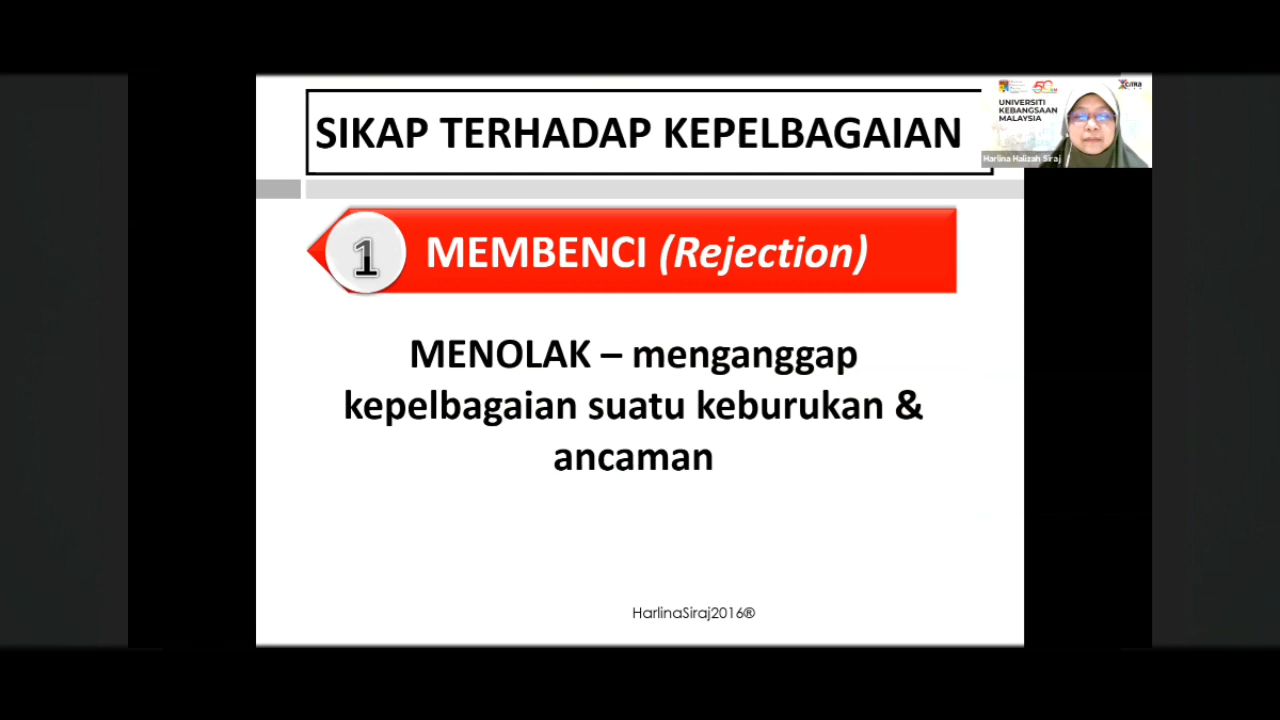 SIKAP TERHADAP KEPELBAGAIAN
UNIVERSITI
KEBANGSAAN
MALAYSIA
Harlina Halizah Siraj
1 MEMBENCI (Rejection)
MENOLAK – menganggap
kepelbagaian suatu keburukan &
ancaman
HarlinaSiraj2016®